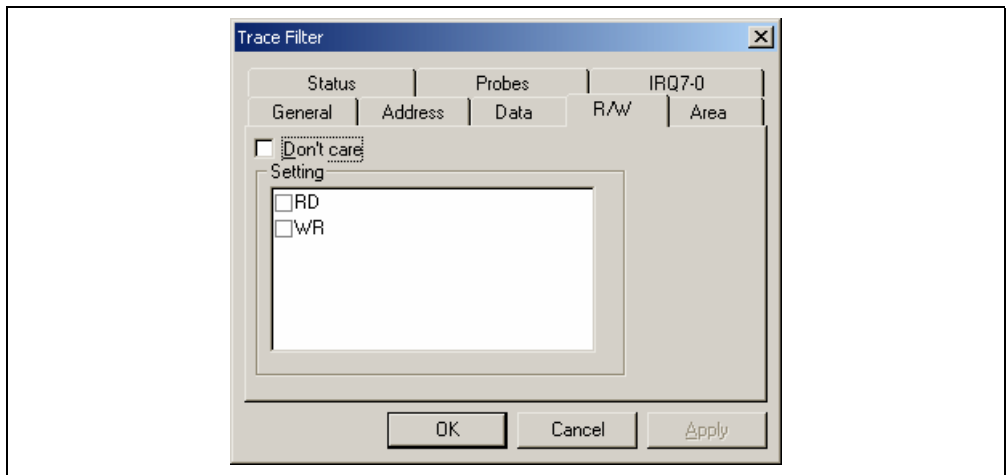 Trace Filter
Status Probes IRQ7-0
General Address Data R/W Area
Don't care
Setting
RD
WR
OK Cancel Apply